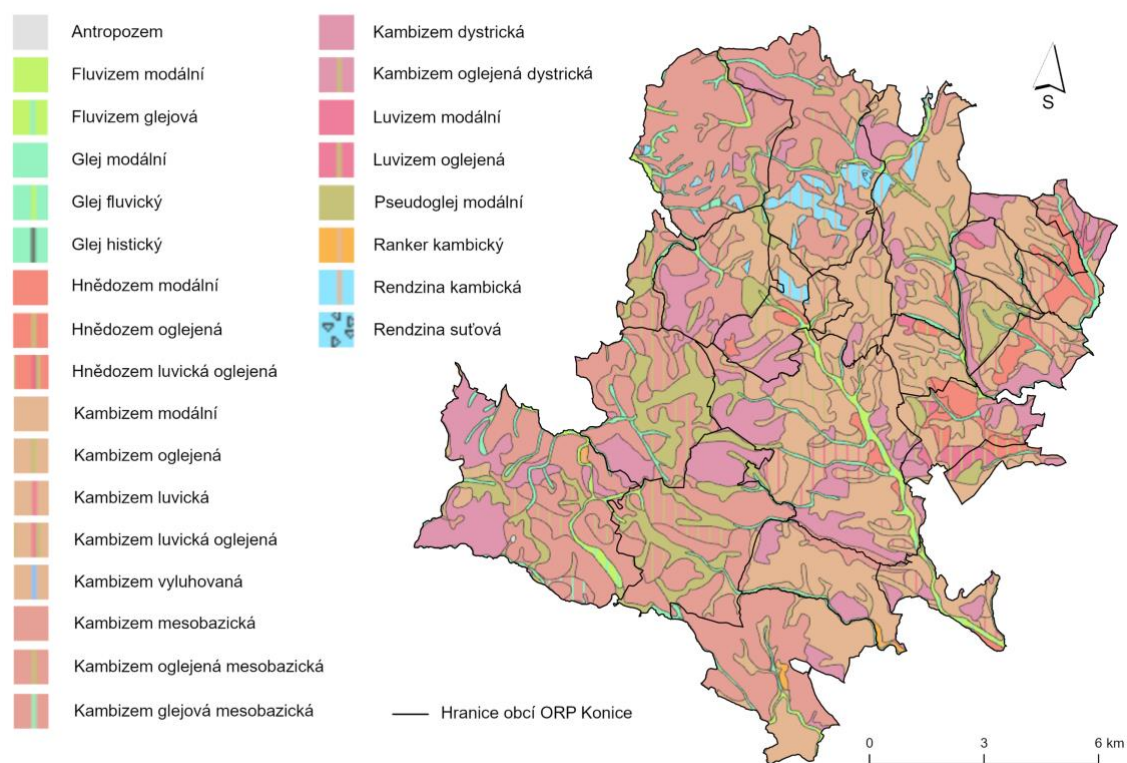 Antropozem
Fluvizem modální
Fluvizem glejová
Glej modální
Glej fluvický
Glej histický
Hnědozem modální
Hnědozem oglejená
Hnědozem luvická oglejená
Kambizem modální
Kambizem oglejená
Kambizem luvická
Kambizem luvická oglejená
Kambizem vyluhovaná
Kambizem mesobazická
Kambizem oglejená mesobazická
Kambizem glejová mesobazická
Kambizem dystrická
Kambizem oglejená dystrická
Luvizem modální
Luvizem oglejená
Pseudoglej modální
Ranker kambický
Rendzina kambická
Rendzina suťová
Hranice obcí ORP Konice
S
0 3 6 km